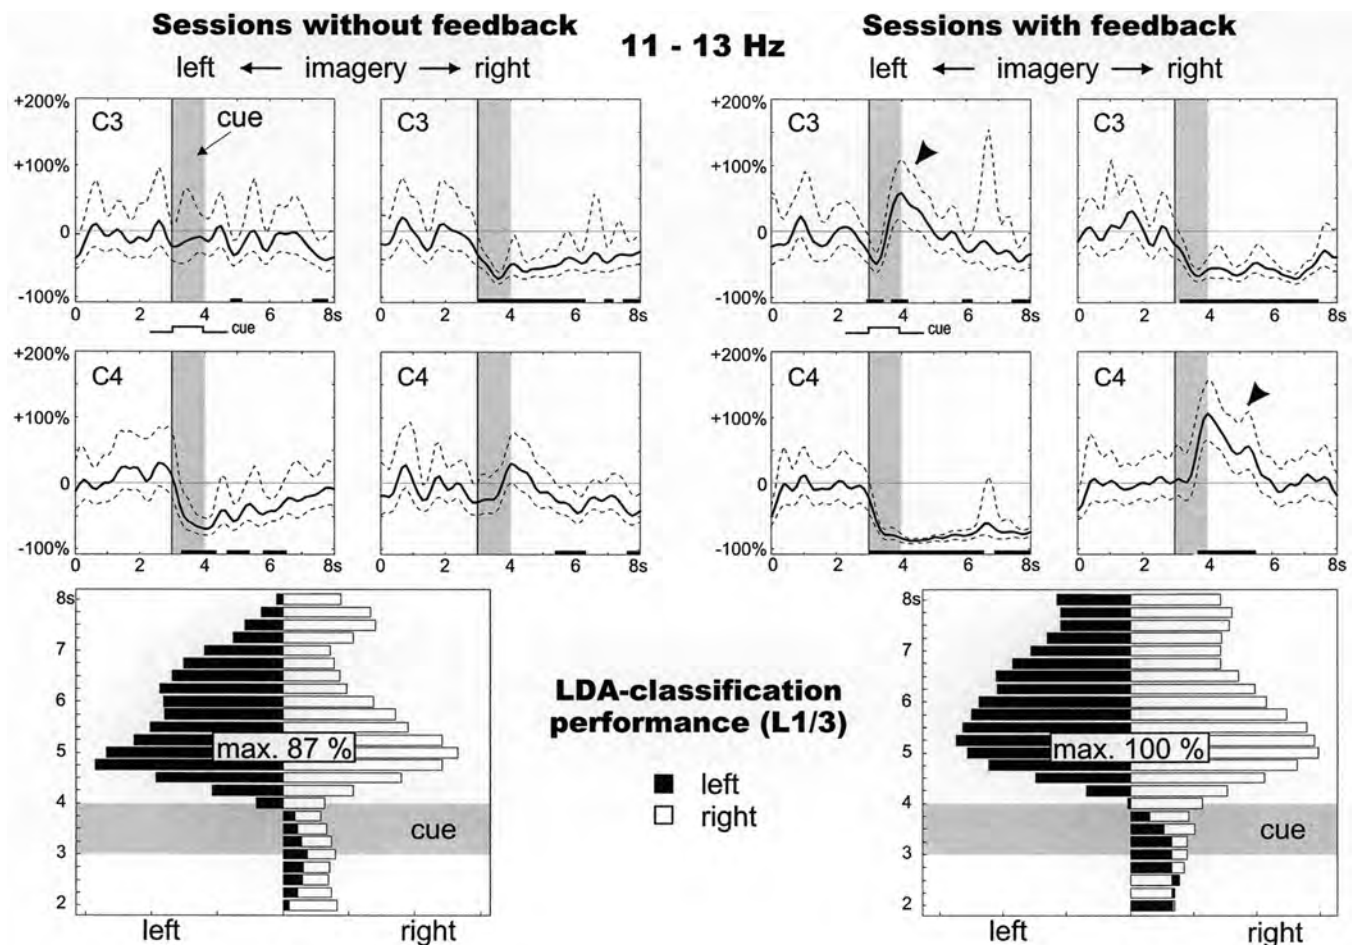 Sessions without feedback
11 - 13 Hz
Sessions with feedback
left ← imagery → right
left ← imagery → right
+200%
+100%
0
-100%
C3
cue
0 2 4 6 8s
cue
C3
0 2 4 6 8s
+200%
+100%
0
-100%
C3
0 2 4 6 8s
cue
C3
0 2 4 6 8s
+200%
+100%
0
-100%
C4
0 2 4 6 8s
C4
0 2 4 6 8s
+200%
+100%
0
-100%
C4
0 2 4 6 8s
C4
0 2 4 6 8s
8s
7
6
5
4
3
2
max. 87 %
cue
left right
LDA-classification
performance (L1/3)
left
right
8s
7
6
5
4
3
2
max. 100 %
cue
left right